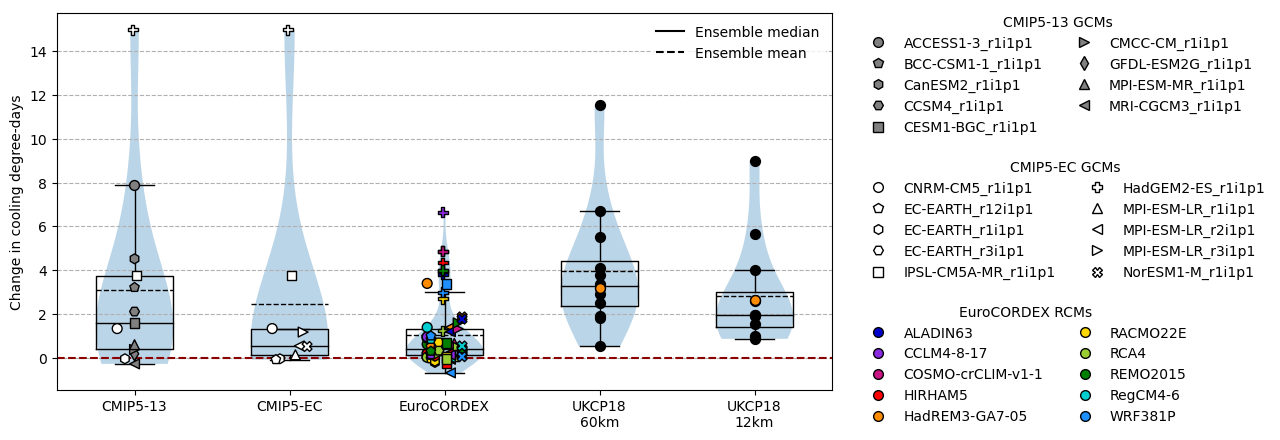 Change in cooling degree-days
14
12
10
8
6
4
2
0
Ensemble median
Ensemble mean
CMIP5-13
CMIP5-EC
EuroCORDEX
UKCP18
60km
UKCP18
12km
CMIP5-13 GCMs
ACCESS1-3_r1i1p1
BCC-CSM1-1_r1i1p1
CanESM2_r1i1p1
CCSM4_r1i1p1
CESM1-BGC_r1i1p1
CMCC-CM_r1i1p1
GFDL-ESM2G_r1i1p1
MPI-ESM-MR_r1i1p1
MRI-CGCM3_r1i1p1
CMIP5-EC GCMs
CNRM-CM5_r1i1p1
EC-EARTH_r12i1p1
EC-EARTH_r1i1p1
EC-EARTH_r3i1p1
IPSL-CM5A-MR_r1i1p1
HadGEM2-ES_r1i1p1
MPI-ESM-LR_r1i1p1
MPI-ESM-LR_r2i1p1
MPI-ESM-LR_r3i1p1
NorESM1-M_r1i1p1
EuroCORDEX RCMs
ALADIN63
CCLM4-8-17
COSMO-crCLIM-v1-1
HIRHAM5
HadREM3-GA7-05
RACMO22E
RCA4
REMO2015
RegCM4-6
WRF381P